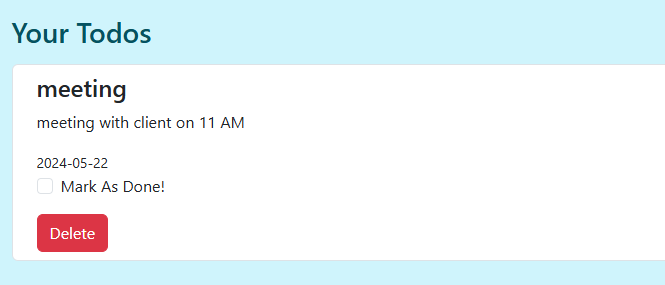 Your Todos
meeting
meeting with client on 11 AM
2024-05-22
Mark As Done!
Delete